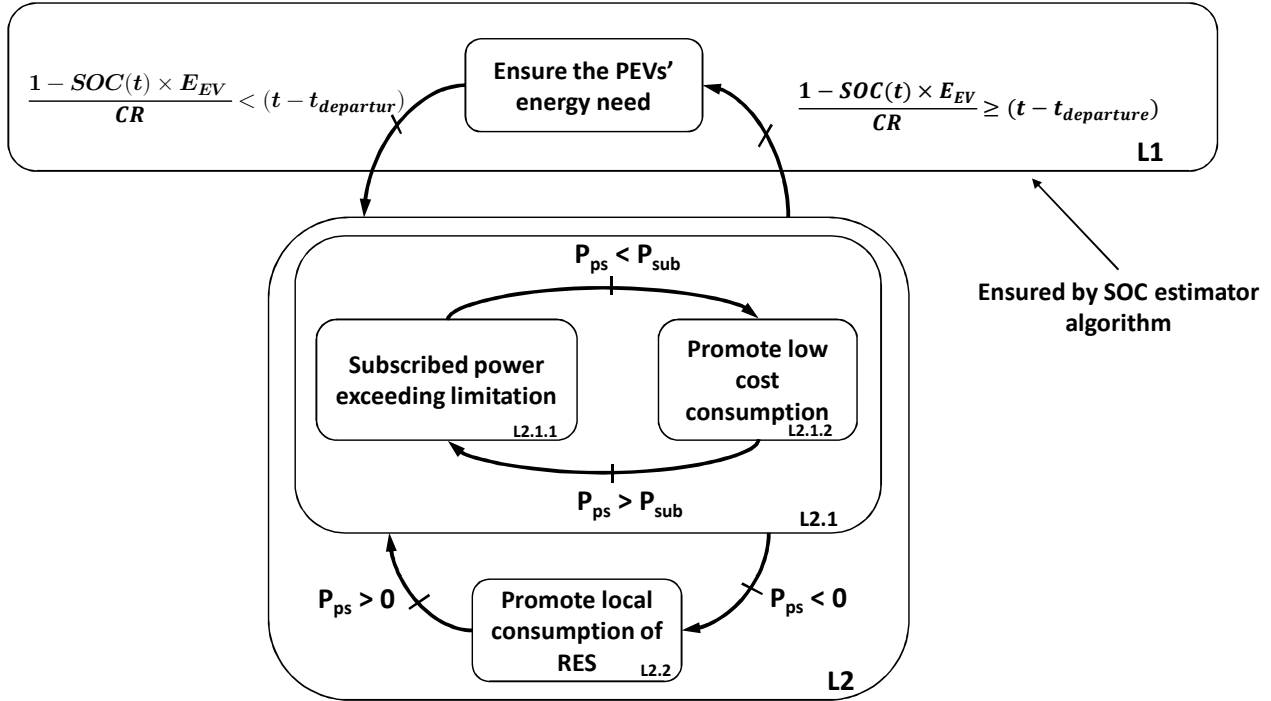 Ensure the PEVs'
energy need
1 − SOC(t) × E_EV
CR
< (t − t_departur)
1 − SOC(t) × E_EV
CR
≥ (t − t_departure)
L1
P_ps < P_sub
Ensured by SOC estimator
algorithm
Subscribed power
exceeding limitation
L2.1.1
Promote low
cost
consumption
L2.1.2
P_ps > P_sub
L2.1
P_ps > 0
Promote local
consumption of
RES
L2.2
P_ps < 0
L2